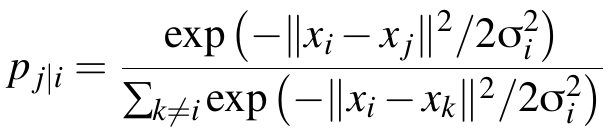 p_{j|i} = \frac{\exp\left(-\|x_i - x_j\|^2 / 2\sigma_i^2\right)}{\sum_{k \neq i} \exp\left(-\|x_i - x_k\|^2 / 2\sigma_i^2\right)}